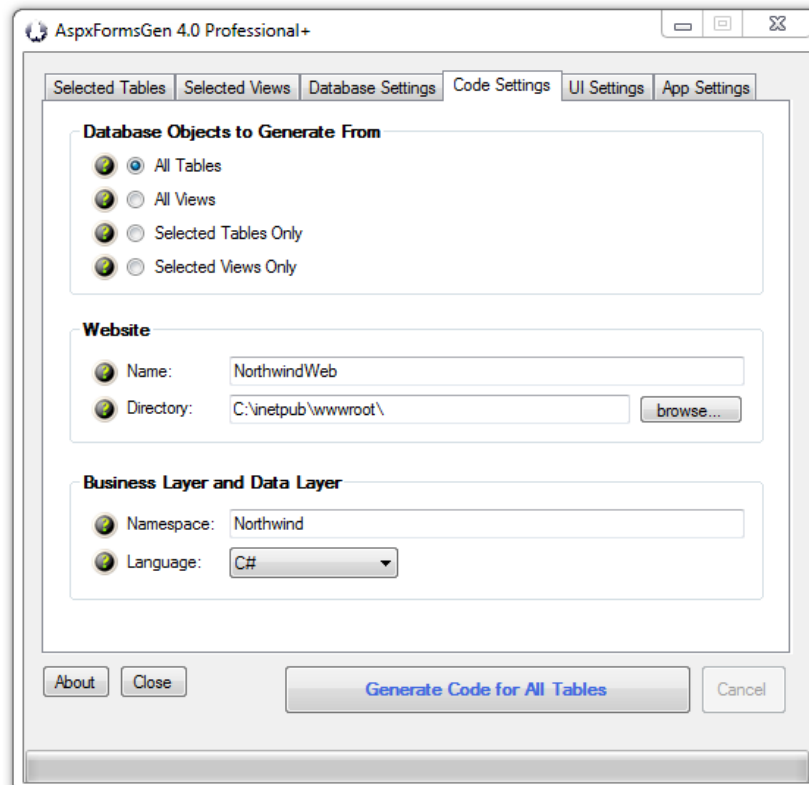 AspxFormsGen 4.0 Professional+
Selected Tables Selected Views Database Settings Code Settings UI Settings App Settings
Database Objects to Generate From
? All Tables
? All Views
? Selected Tables Only
? Selected Views Only
Website
? Name: NorthwindWeb
? Directory: C:\inetpub\wwwroot\ browse...
Business Layer and Data Layer
? Namespace: Northwind
? Language: C#
About Close Generate Code for All Tables Cancel